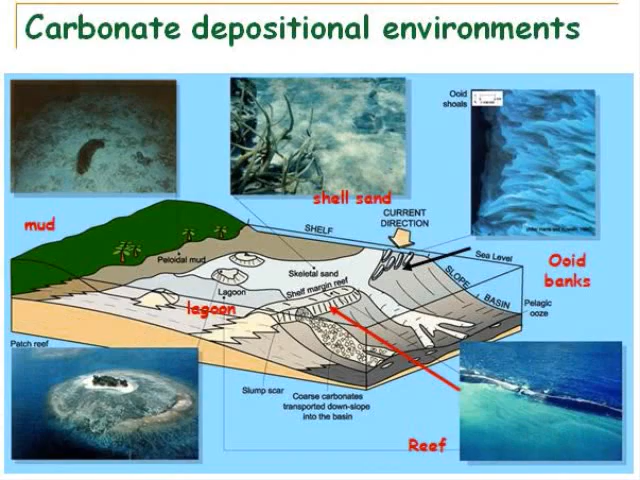 Carbonate depositional environments
Ooid
shoals
shell sand
mud
CURRENT
DIRECTION
SHELF
Sea Level
Ooid
banks
Peloidal mud
Skeletal sand
SLOPE
BASIN
Lagoon
Shelf margin reef
lagoon
Pelagic
ooze
Patch reef
Slump scar
Coarse carbonates
transported down-slope
into the basin
Reef